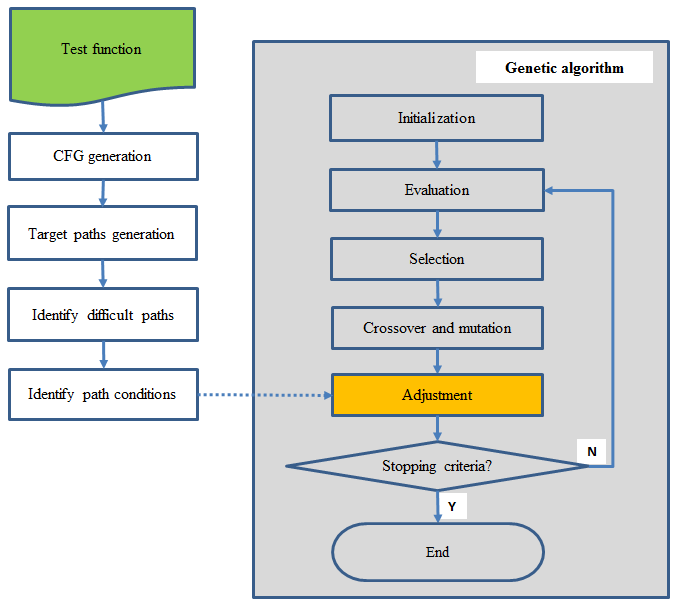 Test function
CFG generation
Target paths generation
Identify difficult paths
Identify path conditions
Genetic algorithm
Initialization
Evaluation
Selection
Crossover and mutation
Adjustment
Stopping criteria?
N
Y
End